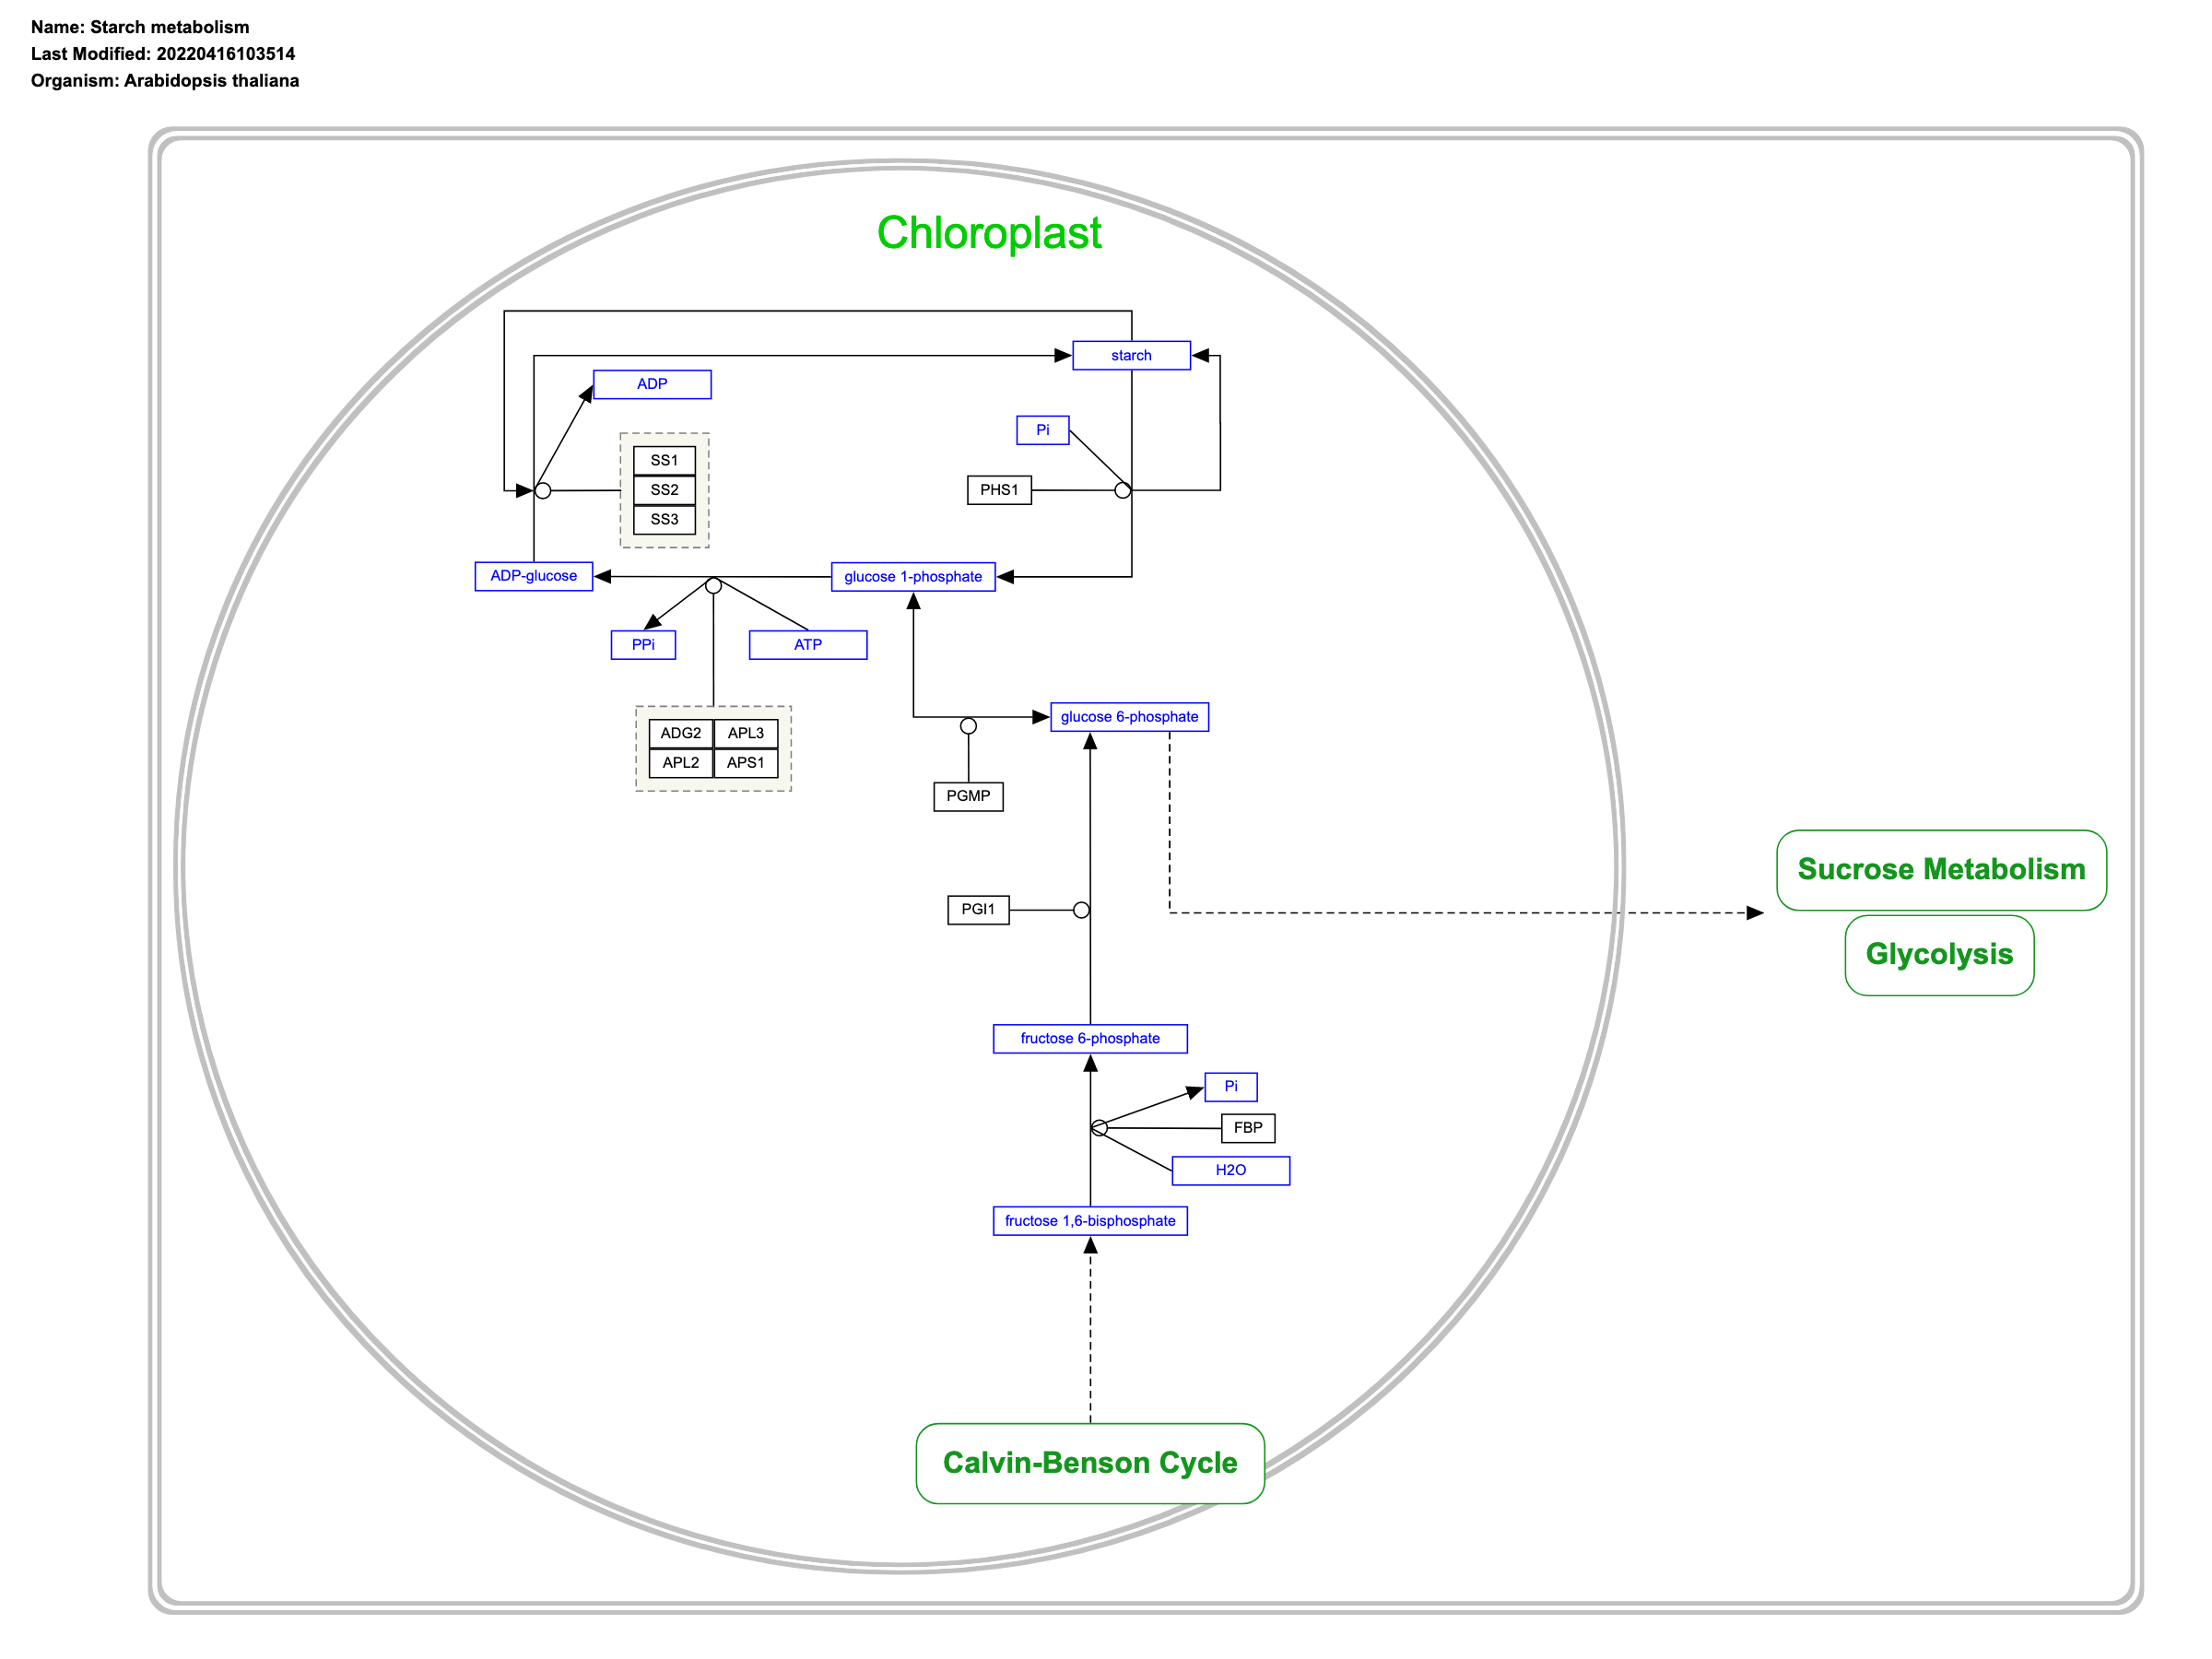 Name: Starch metabolism
Last Modified: 20220416103514
Organism: Arabidopsis thaliana
Chloroplast
starch
ADP
Pi
SS1
SS2
SS3
PHS1
ADP-glucose
glucose 1-phosphate
PPi
ATP
glucose 6-phosphate
ADG2
APL3
APL2
APS1
PGMP
Sucrose Metabolism
PGI1
Glycolysis
fructose 6-phosphate
Pi
FBP
H2O
fructose 1,6-bisphosphate
Calvin-Benson Cycle